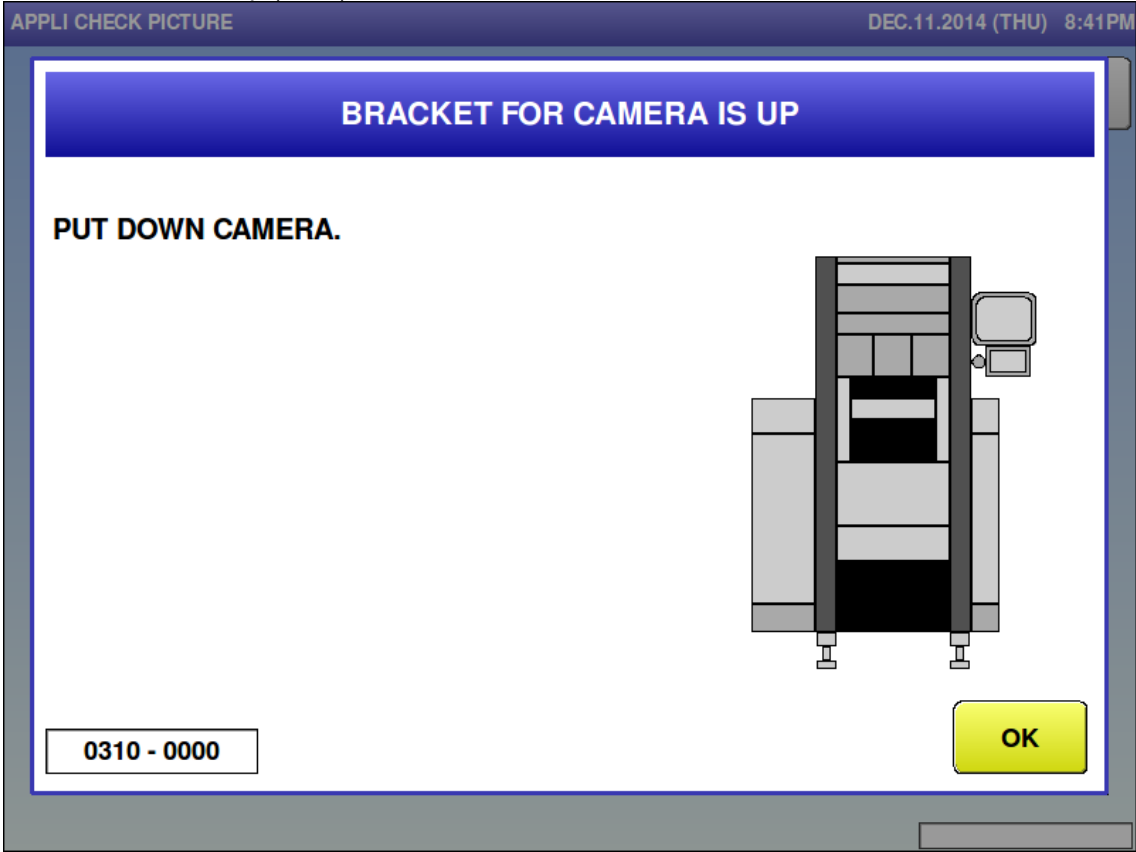 APPLI CHECK PICTURE DEC.11.2014 (THU) 8:41PM
BRACKET FOR CAMERA IS UP
PUT DOWN CAMERA.
0310 - 0000
OK